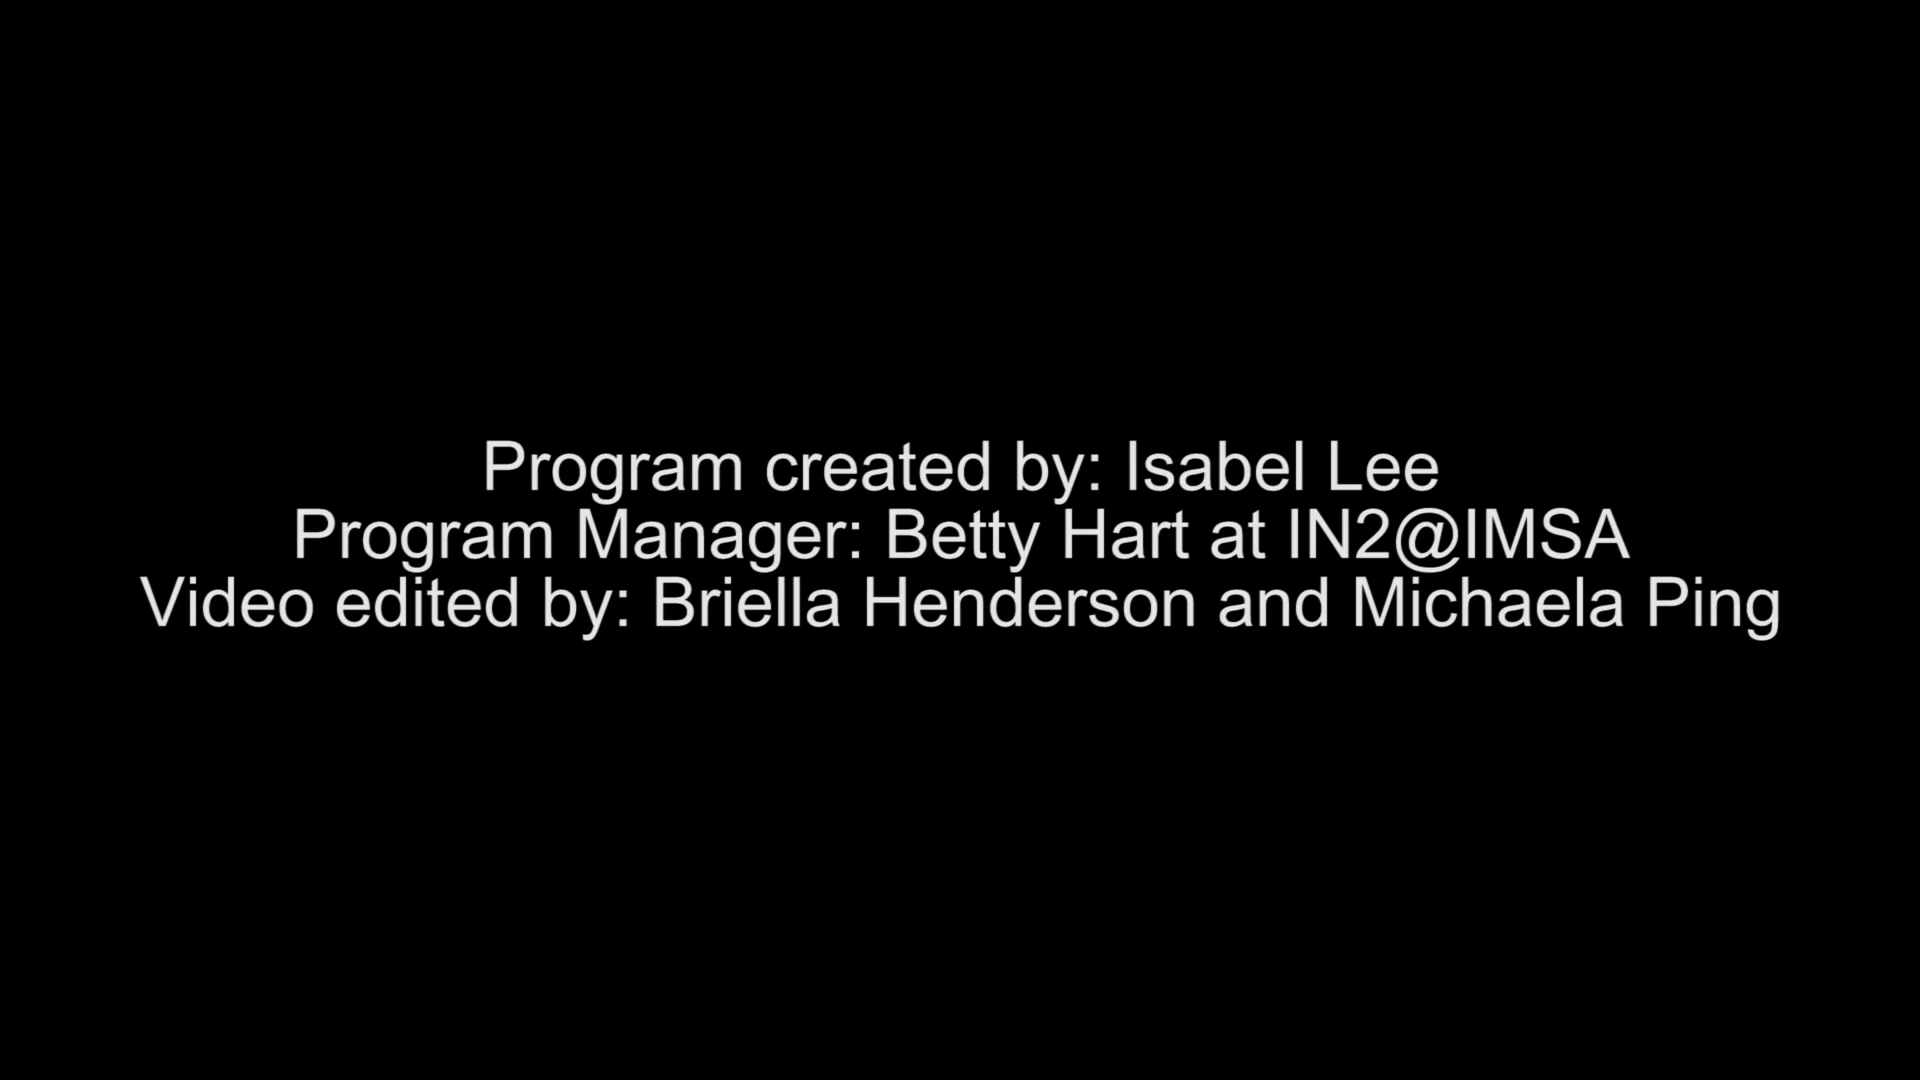 Program created by: Isabel Lee
Program Manager: Betty Hart at IN2@IMSA
Video edited by: Briella Henderson and Michaela Ping